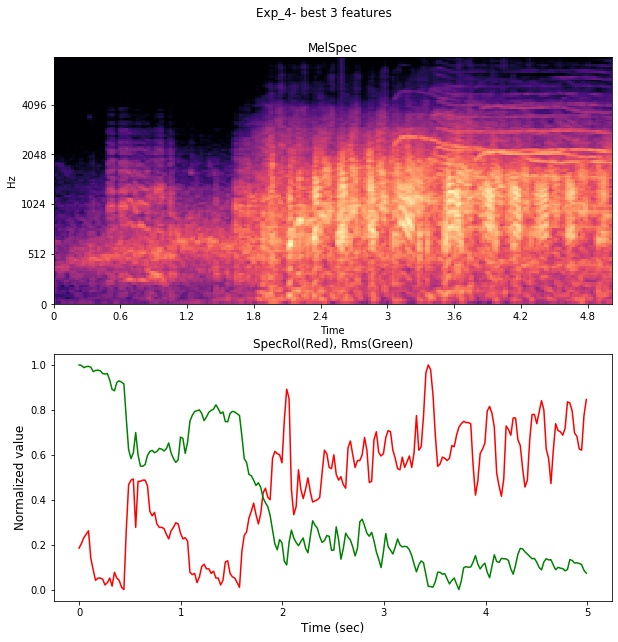 Exp_4- best 3 features
MelSpec
4096
2048
1024
512
0
Hz
0 0.6 1.2 1.8 2.4 3 3.6 4.2 4.8
Time
SpecRol(Red), Rms(Green)
1.0
0.8
0.6
0.4
0.2
0.0
Normalized value
0 1 2 3 4 5
Time (sec)